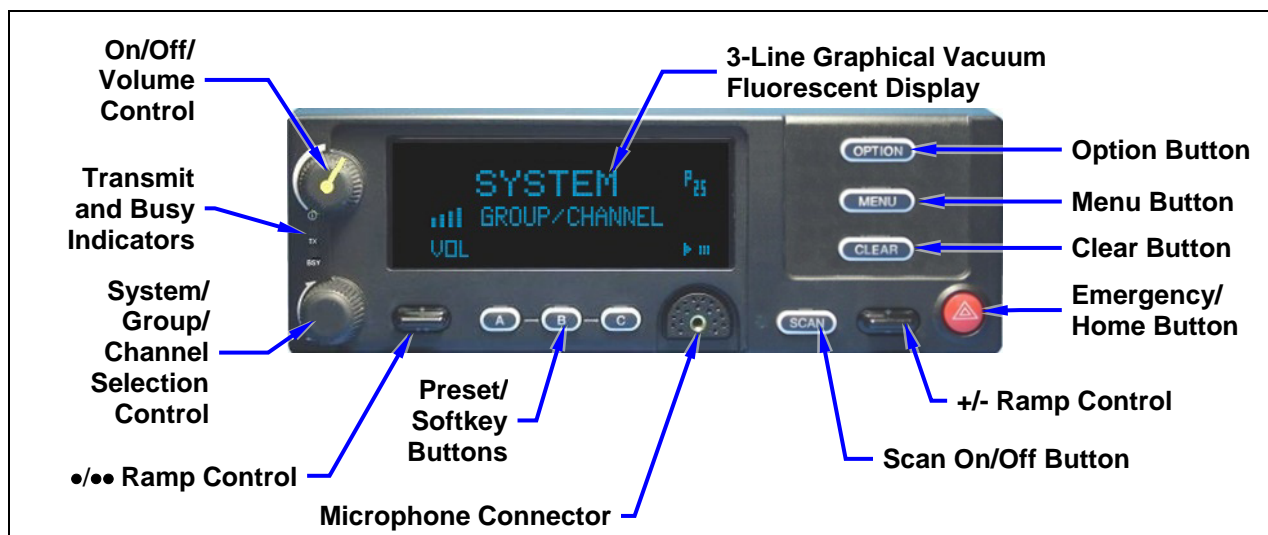 On/Off/
Volume
Control
3-Line Graphical Vacuum
Fluorescent Display
Transmit
and Busy
Indicators
System/
Group/
Channel
Selection
Control
TX
BSY
SYSTEM
P25
GROUP/CHANNEL
VOL
OPTION
MENU
CLEAR
Option Button
Menu Button
Clear Button
Emergency/
Home Button
A
B
C
SCAN
Preset/
Softkey
Buttons
+/- Ramp Control
●/●● Ramp Control
Scan On/Off Button
Microphone Connector